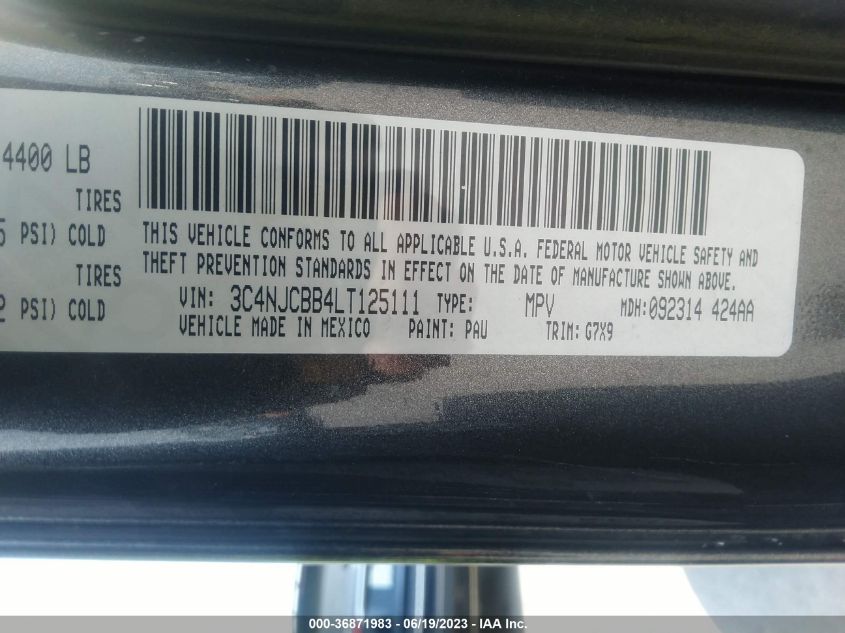 4400 LB
TIRES
PSI) COLD
TIRES
PSI) COLD
THIS VEHICLE CONFORMS TO ALL APPLICABLE U.S.A. FEDERAL MOTOR VEHICLE SAFETY AND
THEFT PREVENTION STANDARDS IN EFFECT ON THE DATE OF MANUFACTURE SHOWN ABOVE.
VIN: 3C4NJCBB4LT125111 TYPE: MPV MDH:092314 424AA
VEHICLE MADE IN MEXICO PAINT: PAU TRIM: G7X9
000-36871983 - 06/19/2023 - IAA Inc.